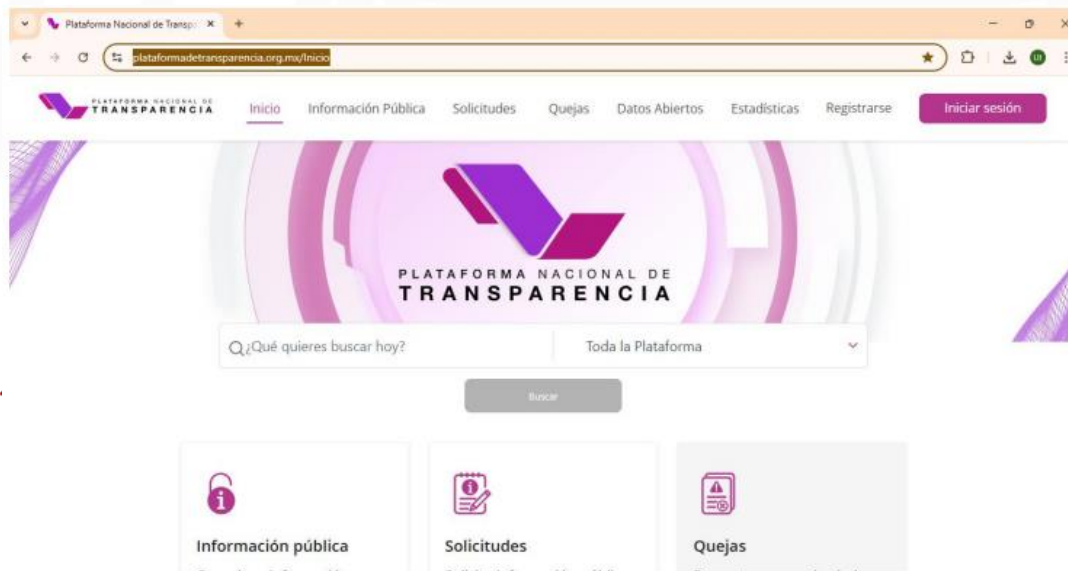 Plataforma Nacional de Transp
plataformadetransparencia.org.mx/Inicio
UI
PLATAFORMA NACIONAL DE
TRANSPARENCIA
Inicio Información Pública Solicitudes Quejas Datos Abiertos Estadísticas Registrarse Iniciar sesión
PLATAFORMA NACIONAL DE
TRANSPARENCIA
¿Qué quieres buscar hoy? Toda la Plataforma
Buscar
Información pública Solicitudes Quejas